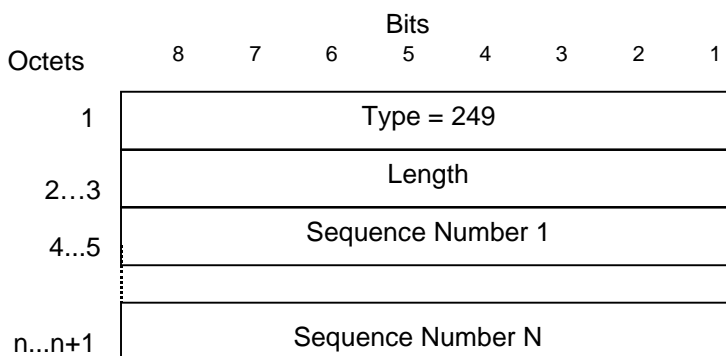 Bits
Octets 8 7 6 5 4 3 2 1
1 Type = 249
2…3 Length
4...5 Sequence Number 1
n...n+1 Sequence Number N